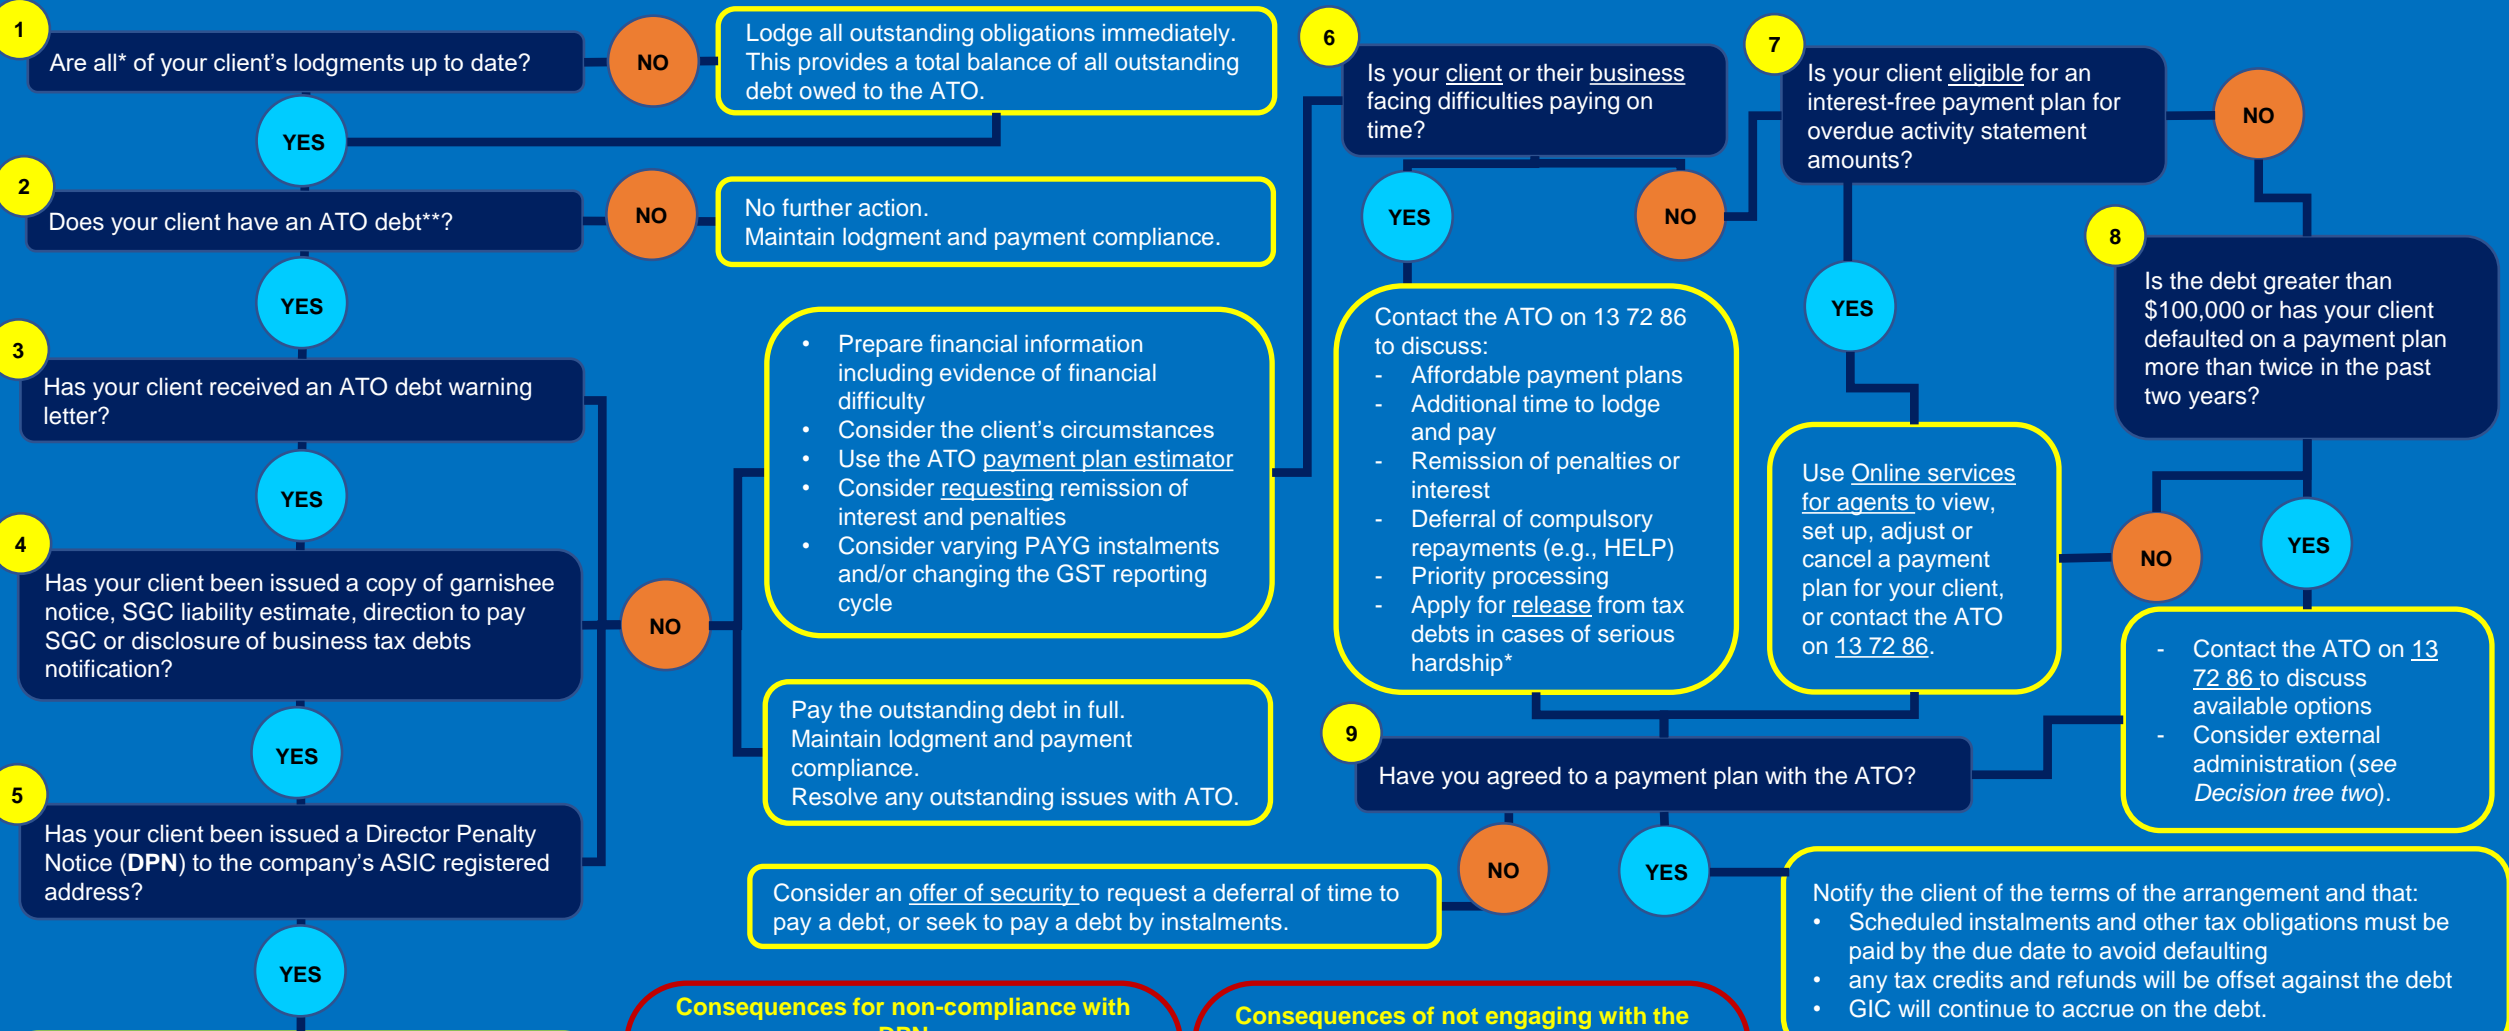 1
Are all* of your client's lodgments up to date?
NO
Lodge all outstanding obligations immediately.
This provides a total balance of all outstanding
debt owed to the ATO.
YES
2
Does your client have an ATO debt**?
NO
No further action.
Maintain lodgment and payment compliance.
YES
3
Has your client received an ATO debt warning
letter?
YES
4
Has your client been issued a copy of garnishee
notice, SGC liability estimate, direction to pay
SGC or disclosure of business tax debts
notification?
YES
5
Has your client been issued a Director Penalty
Notice (DPN) to the company's ASIC registered
address?
YES
NO
• Prepare financial information
including evidence of financial
difficulty
• Consider the client's circumstances
• Use the ATO payment plan estimator
• Consider requesting remission of
interest and penalties
• Consider varying PAYG instalments
and/or changing the GST reporting
cycle
Pay the outstanding debt in full.
Maintain lodgment and payment
compliance.
Resolve any outstanding issues with ATO.
6
Is your client or their business
facing difficulties paying on
time?
YES
NO
Contact the ATO on 13 72 86
to discuss:
- Affordable payment plans
- Additional time to lodge
and pay
- Remission of penalties or
interest
- Deferral of compulsory
repayments (e.g., HELP)
- Priority processing
- Apply for release from tax
debts in cases of serious
hardship*
7
Is your client eligible for an
interest-free payment plan for
overdue activity statement
amounts?
NO
YES
Use Online services
for agents to view,
set up, adjust or
cancel a payment
plan for your client,
or contact the ATO
on 13 72 86.
8
Is the debt greater than
$100,000 or has your client
defaulted on a payment plan
more than twice in the past
two years?
NO
YES
- Contact the ATO on 13
72 86 to discuss
available options
- Consider external
administration (see
Decision tree two).
9
Have you agreed to a payment plan with the ATO?
NO
YES
Consider an offer of security to request a deferral of time to
pay a debt, or seek to pay a debt by instalments.
Notify the client of the terms of the arrangement and that:
• Scheduled instalments and other tax obligations must be
paid by the due date to avoid defaulting
• any tax credits and refunds will be offset against the debt
• GIC will continue to accrue on the debt.
Consequences for non-compliance with
Consequences of not engaging with the